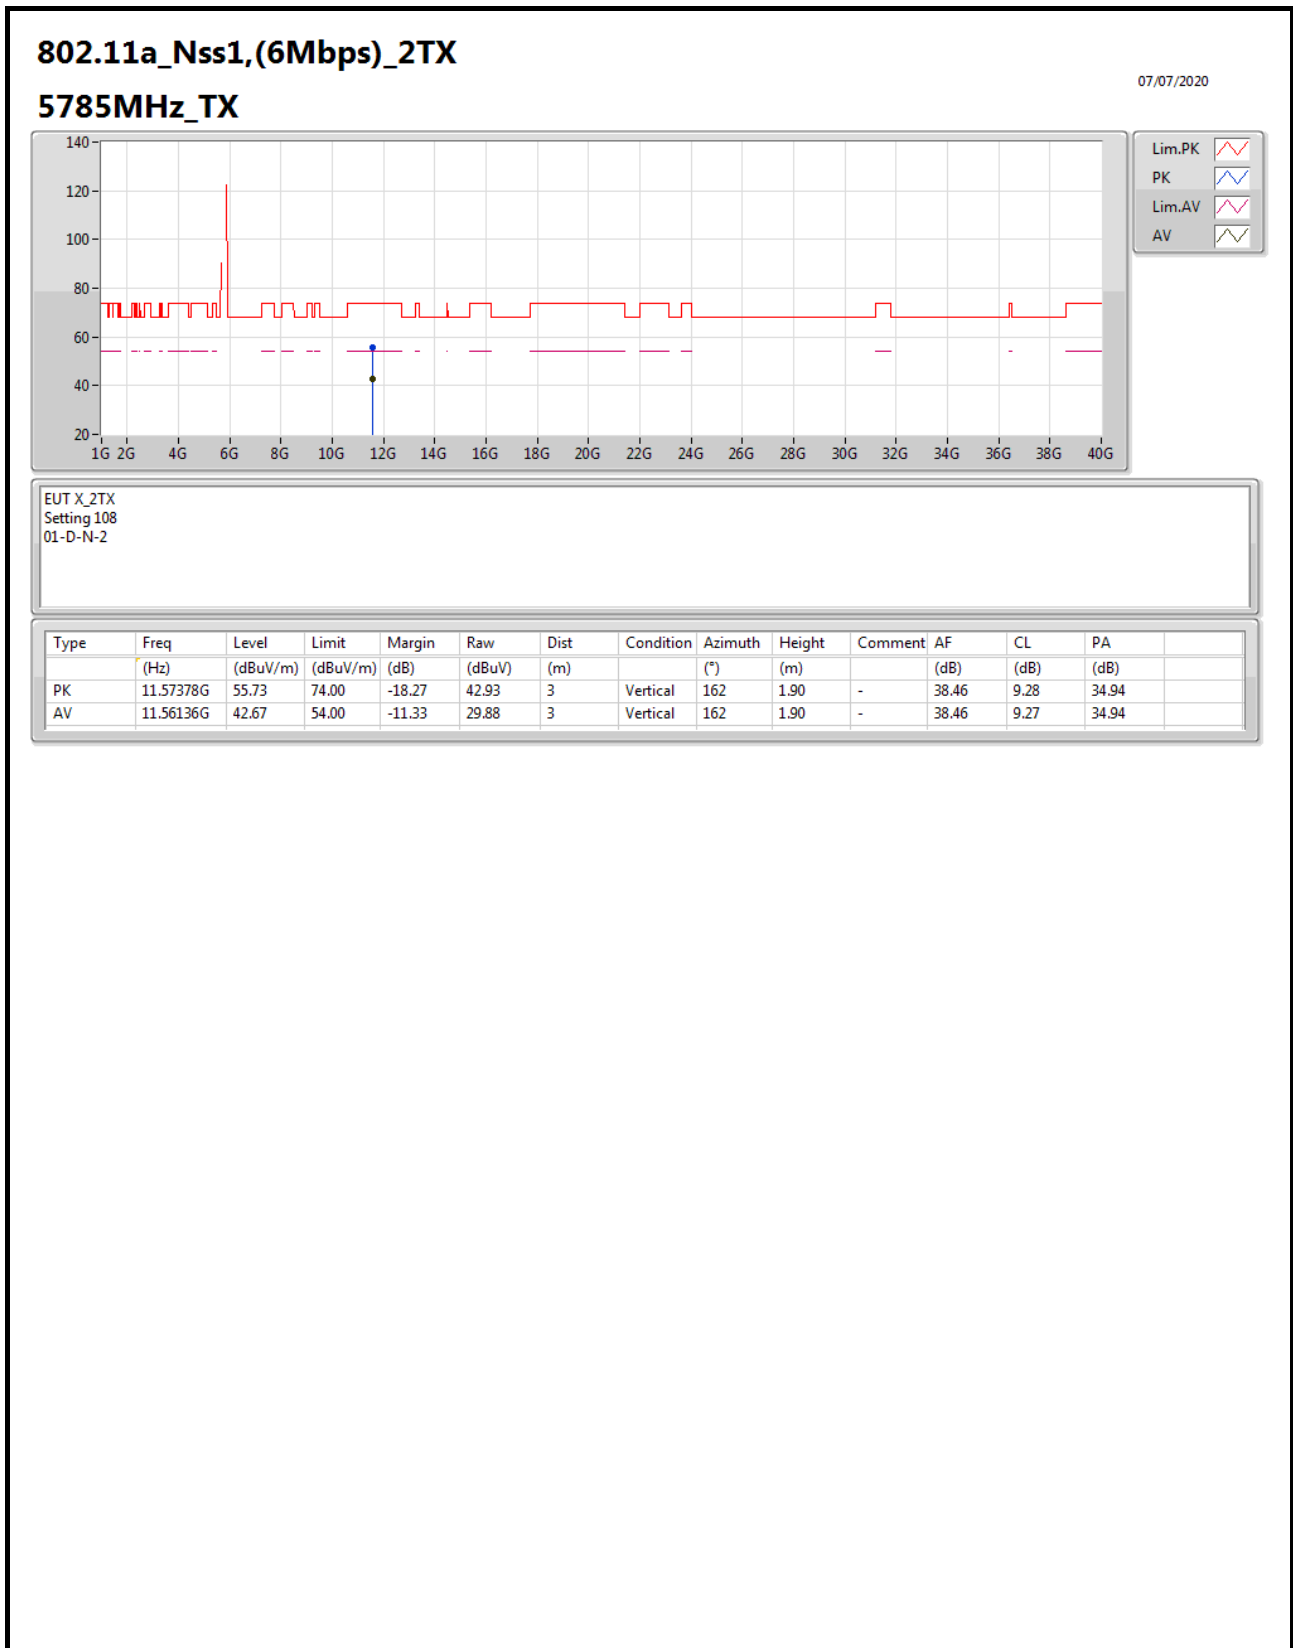 802.11a_Nss1,(6Mbps)_2TX
07/07/2020
5785MHz_TX
140
120
100
80
60
40
20
1G 2G 4G 6G 8G 10G 12G 14G 16G 18G 20G 22G 24G 26G 28G 30G 32G 34G 36G 38G 40G
Lim.PK
PK
Lim.AV
AV
EUT X_2TX
Setting 108
01-D-N-2
Type Freq Level Limit Margin Raw Dist Condition Azimuth Height Comment AF CL PA
(Hz) (dBuV/m) (dBuV/m) (dB) (dBuV) (m) (°) (m) (dB) (dB) (dB)
PK 11.57378G 55.73 74.00 -18.27 42.93 3 Vertical 162 1.90 - 38.46 9.28 34.94
AV 11.56136G 42.67 54.00 -11.33 29.88 3 Vertical 162 1.90 - 38.46 9.27 34.94